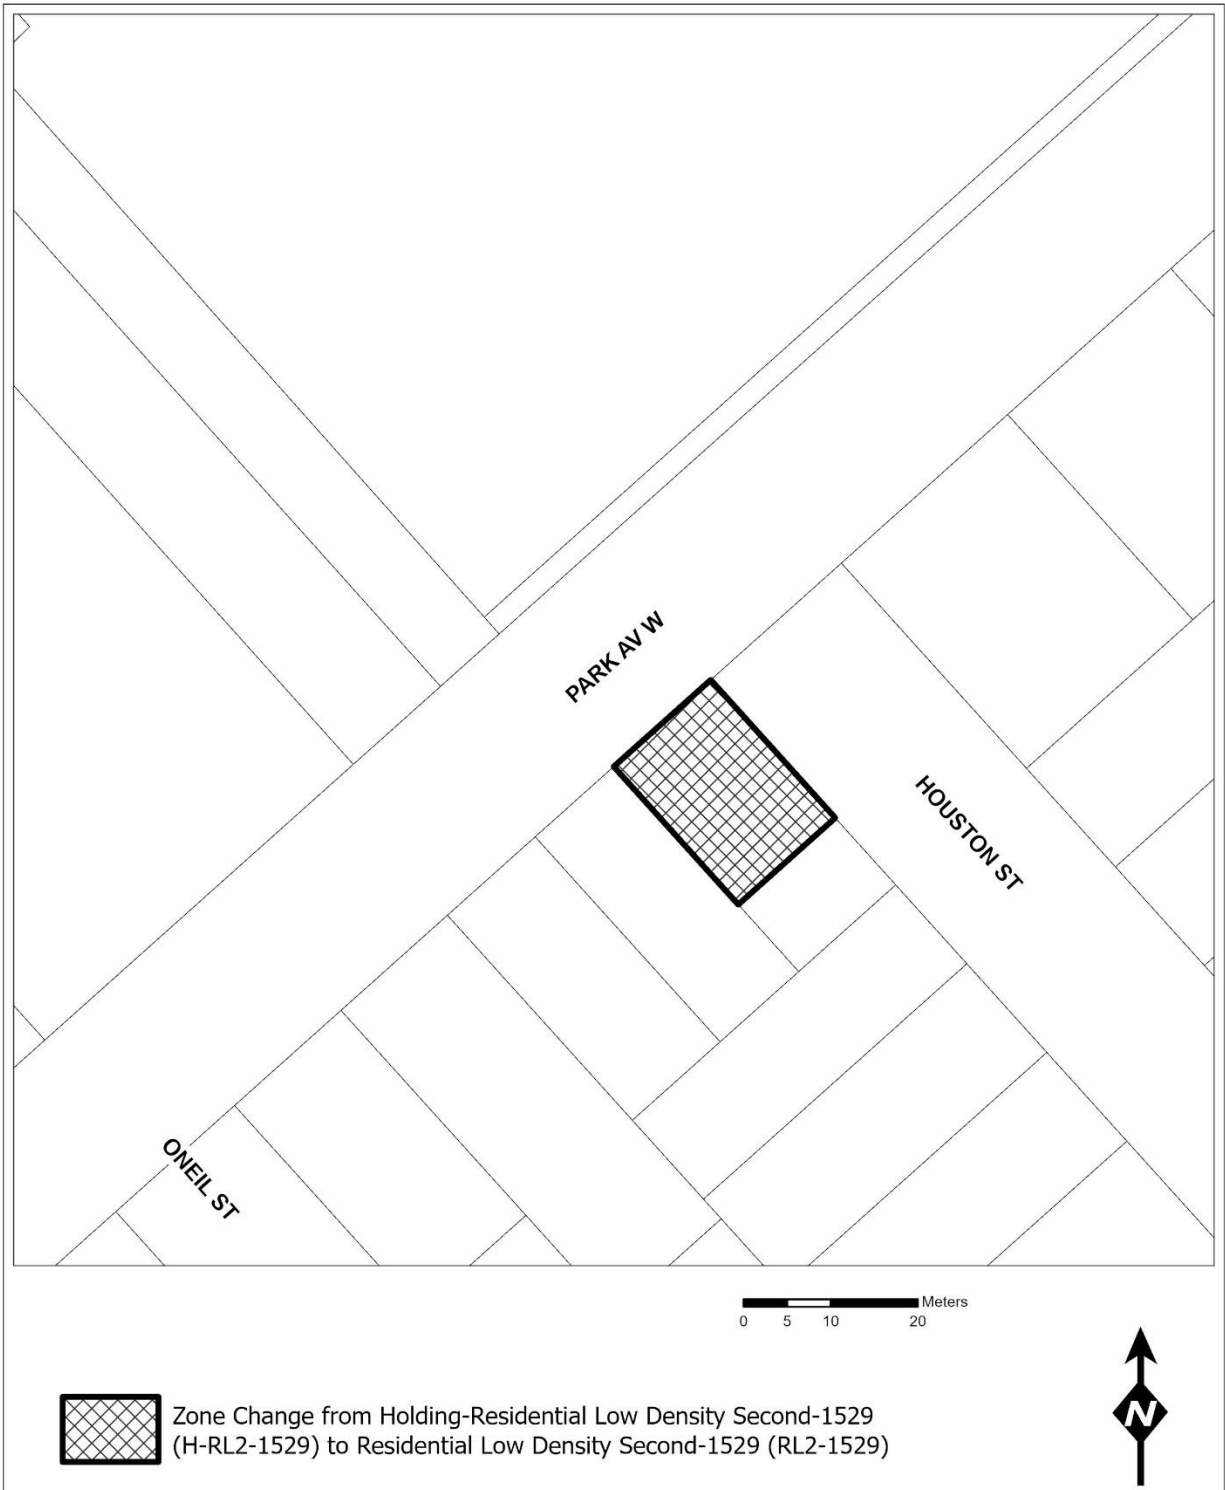 PARK AV W
HOUSTON ST
ONEIL ST
Meters
0 5 10 20
Zone Change from Holding-Residential Low Density Second-1529
(H-RL2-1529) to Residential Low Density Second-1529 (RL2-1529)
N